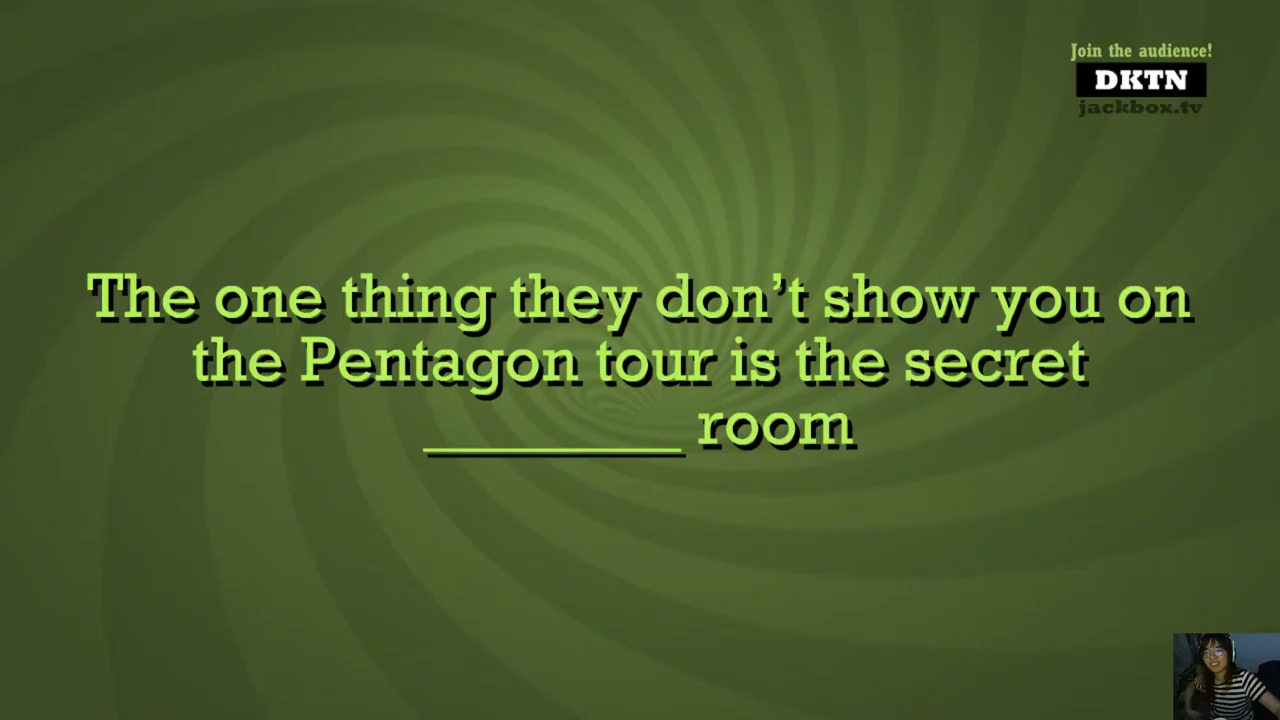 Join the audience!
DKTN
jackbox.tv
The one thing they don’t show you on
the Pentagon tour is the secret
________ room